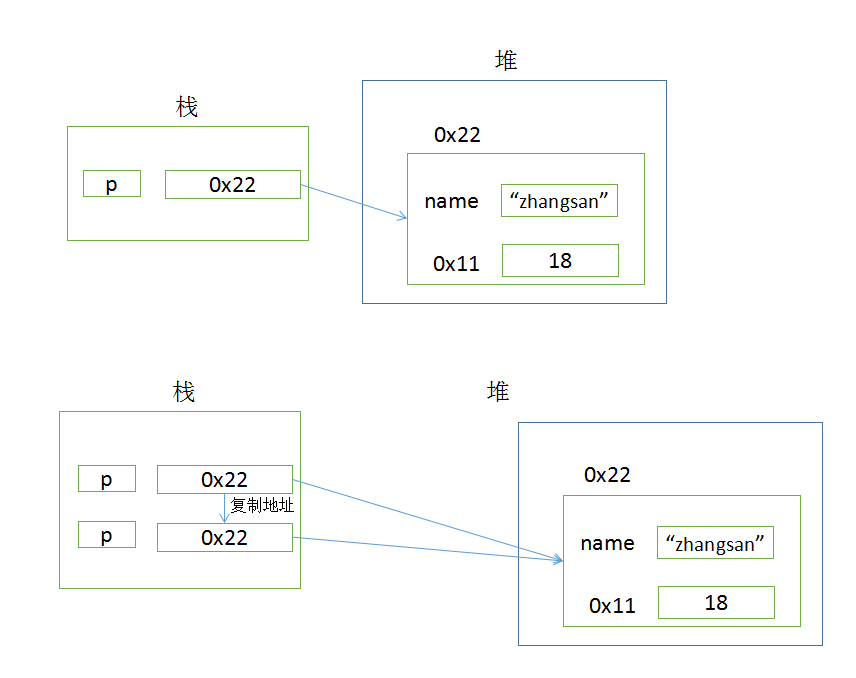 堆
栈
0x22
p 0x22
name “zhangsan”
0x11 18
栈 堆
0x22
p 0x22
复制地址
p 0x22
name “zhangsan”
0x11 18